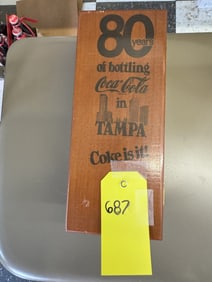 80 years
of bottling
Coca-Cola
in
TAMPA
Coke is it!
C
687